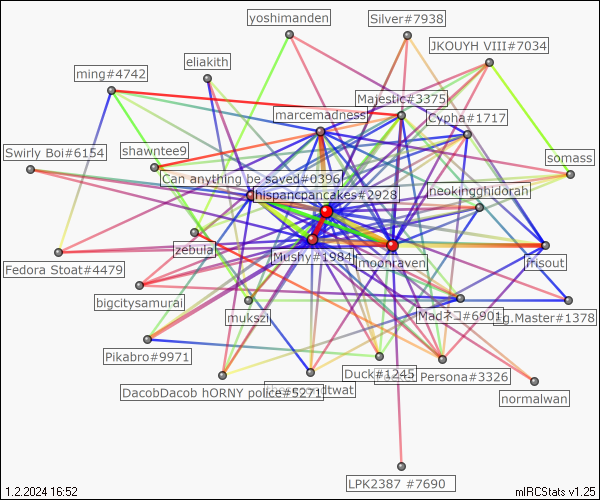 yoshimanden
Silver#7938
JKOUYH VIII#7034
eliakith
ming#4742
Majestic#3375
marcemadness
Cypha#1717
Swirly Boi#6154
shawntee9
somass
Can anything be saved#0396
neokingghidorah
hispancpancakes#2928
zebula
Mushy#1984
moonraven
frisout
Fedora Stoat#4479
bigcitysamurai
mukszi
Madネコ#6901
.g.Master#1378
Pikabro#9971
Duck#1245
Persona#3326
DacobDacob hORNY police#5271
dtwat
normalwan
LPK2387 #7690
1.2.2024 16:52
mIRCStats v1.25